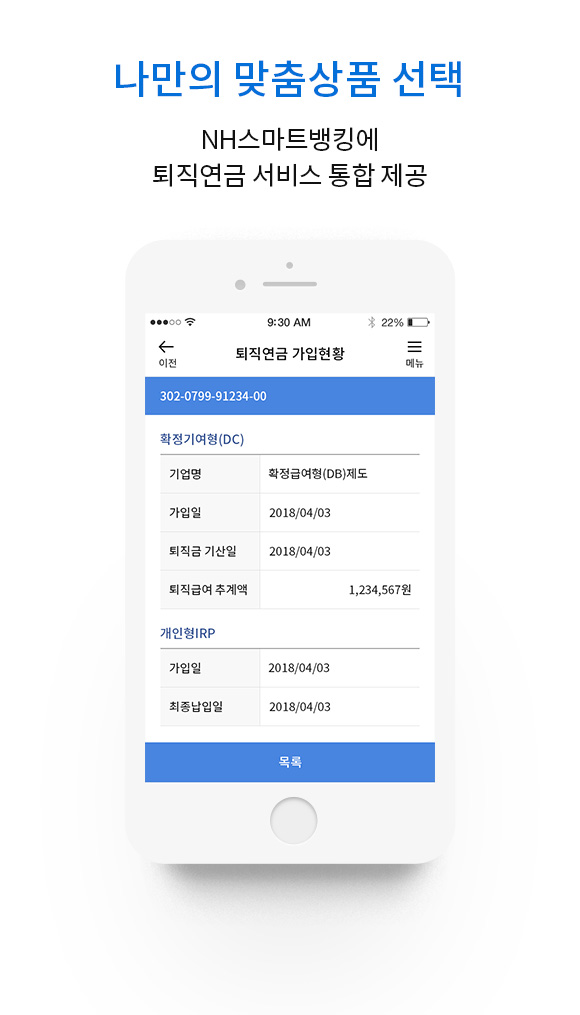 나만의 맞춤상품 선택
NH스마트뱅킹에
퇴직연금 서비스 통합 제공
9:30 AM
22%
이전
퇴직연금 가입현황
메뉴
302-0799-91234-00
확정기여형(DC)
기업명 확정급여형(DB)제도
가입일 2018/04/03
퇴직금 기산일 2018/04/03
퇴직급여 추계액 1,234,567원
개인형IRP
가입일 2018/04/03
최종납입일 2018/04/03
목록